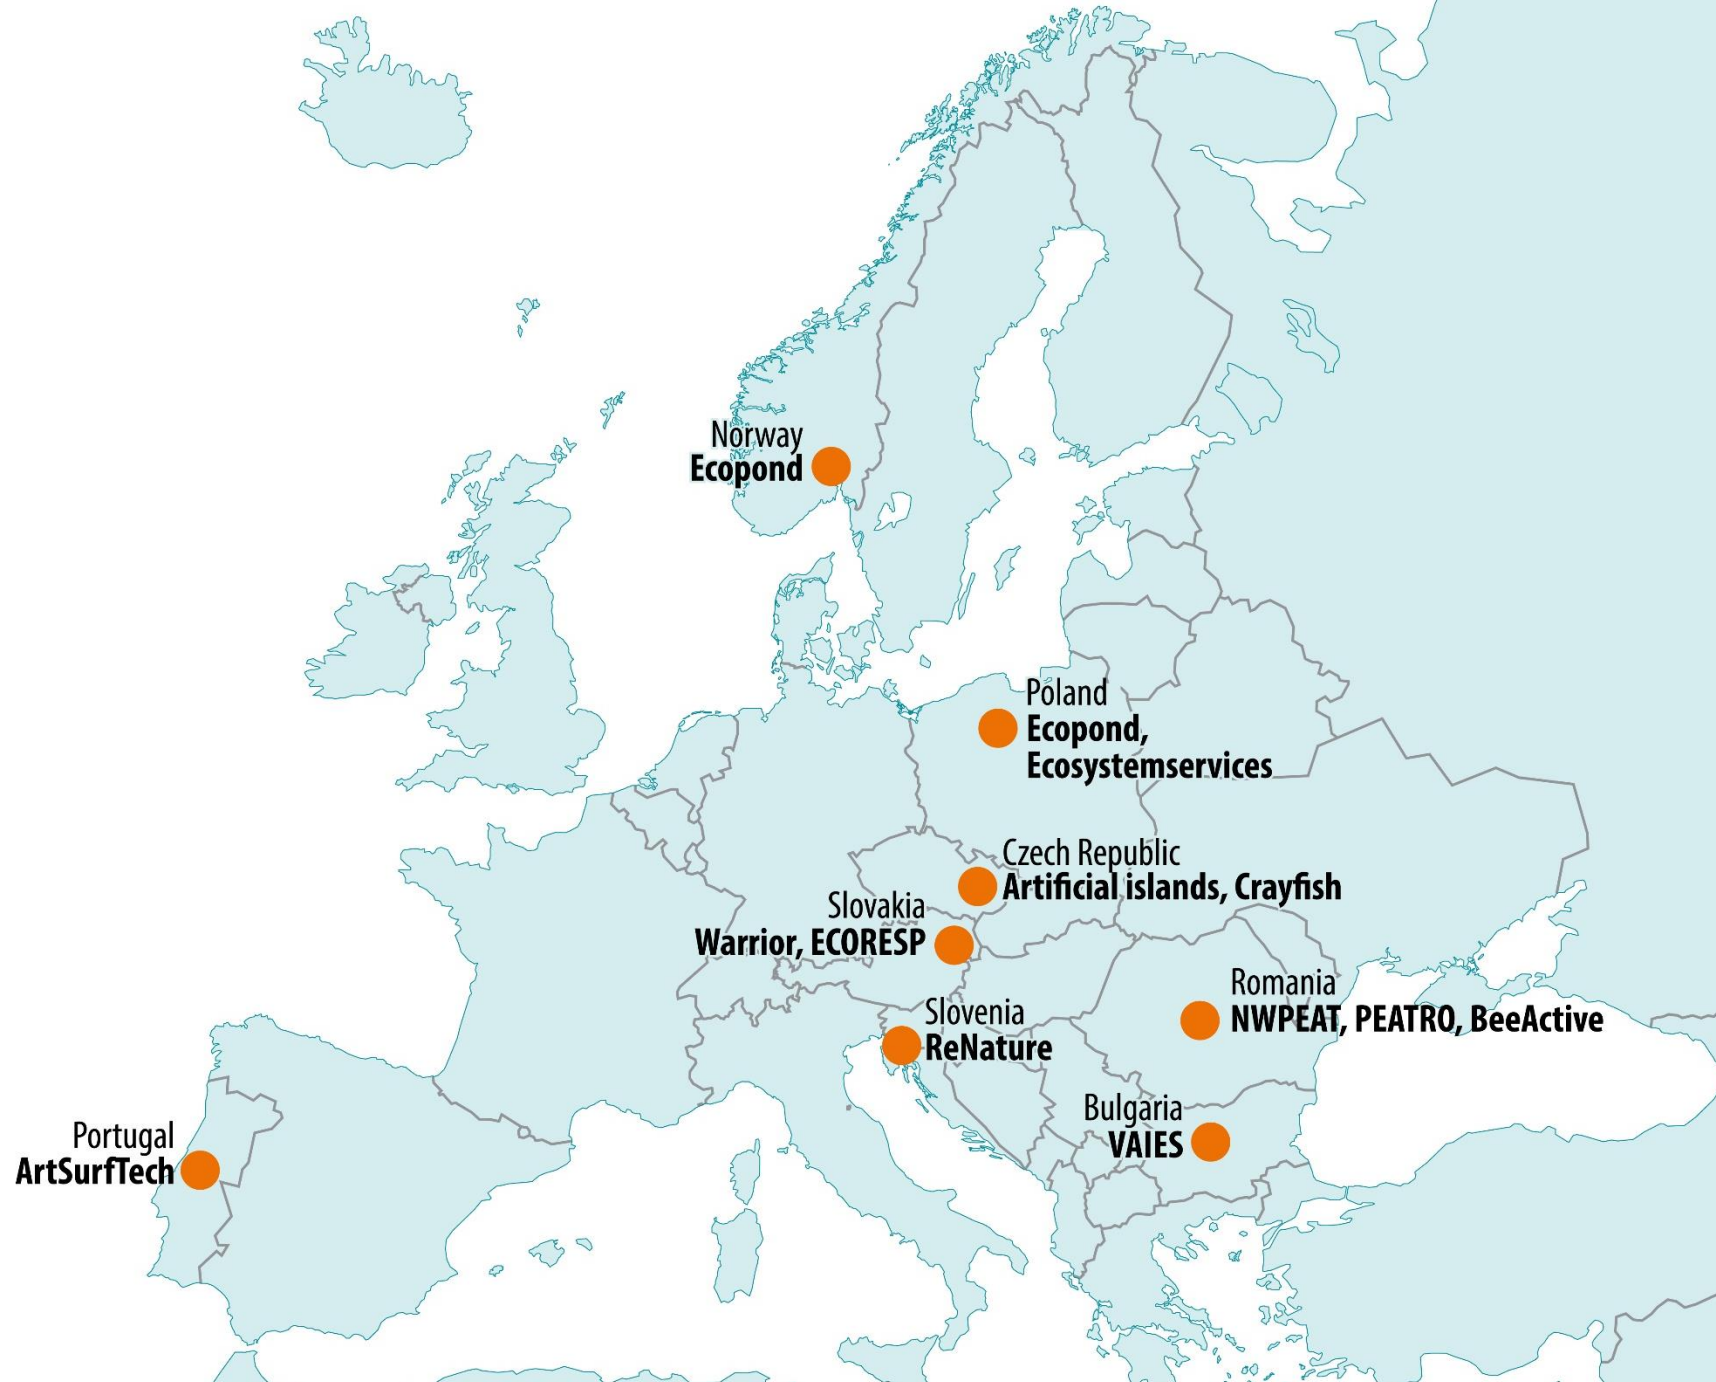 Norway
Ecopond
Poland
Ecopond,
Ecosystemservices
Czech Republic
Artificial islands, Crayfish
Slovakia
Warrior, ECORESP
Romania
NWPEAT, PEATRO, BeeActive
Slovenia
ReNature
Bulgaria
VAIES
Portugal
ArtSurfTech